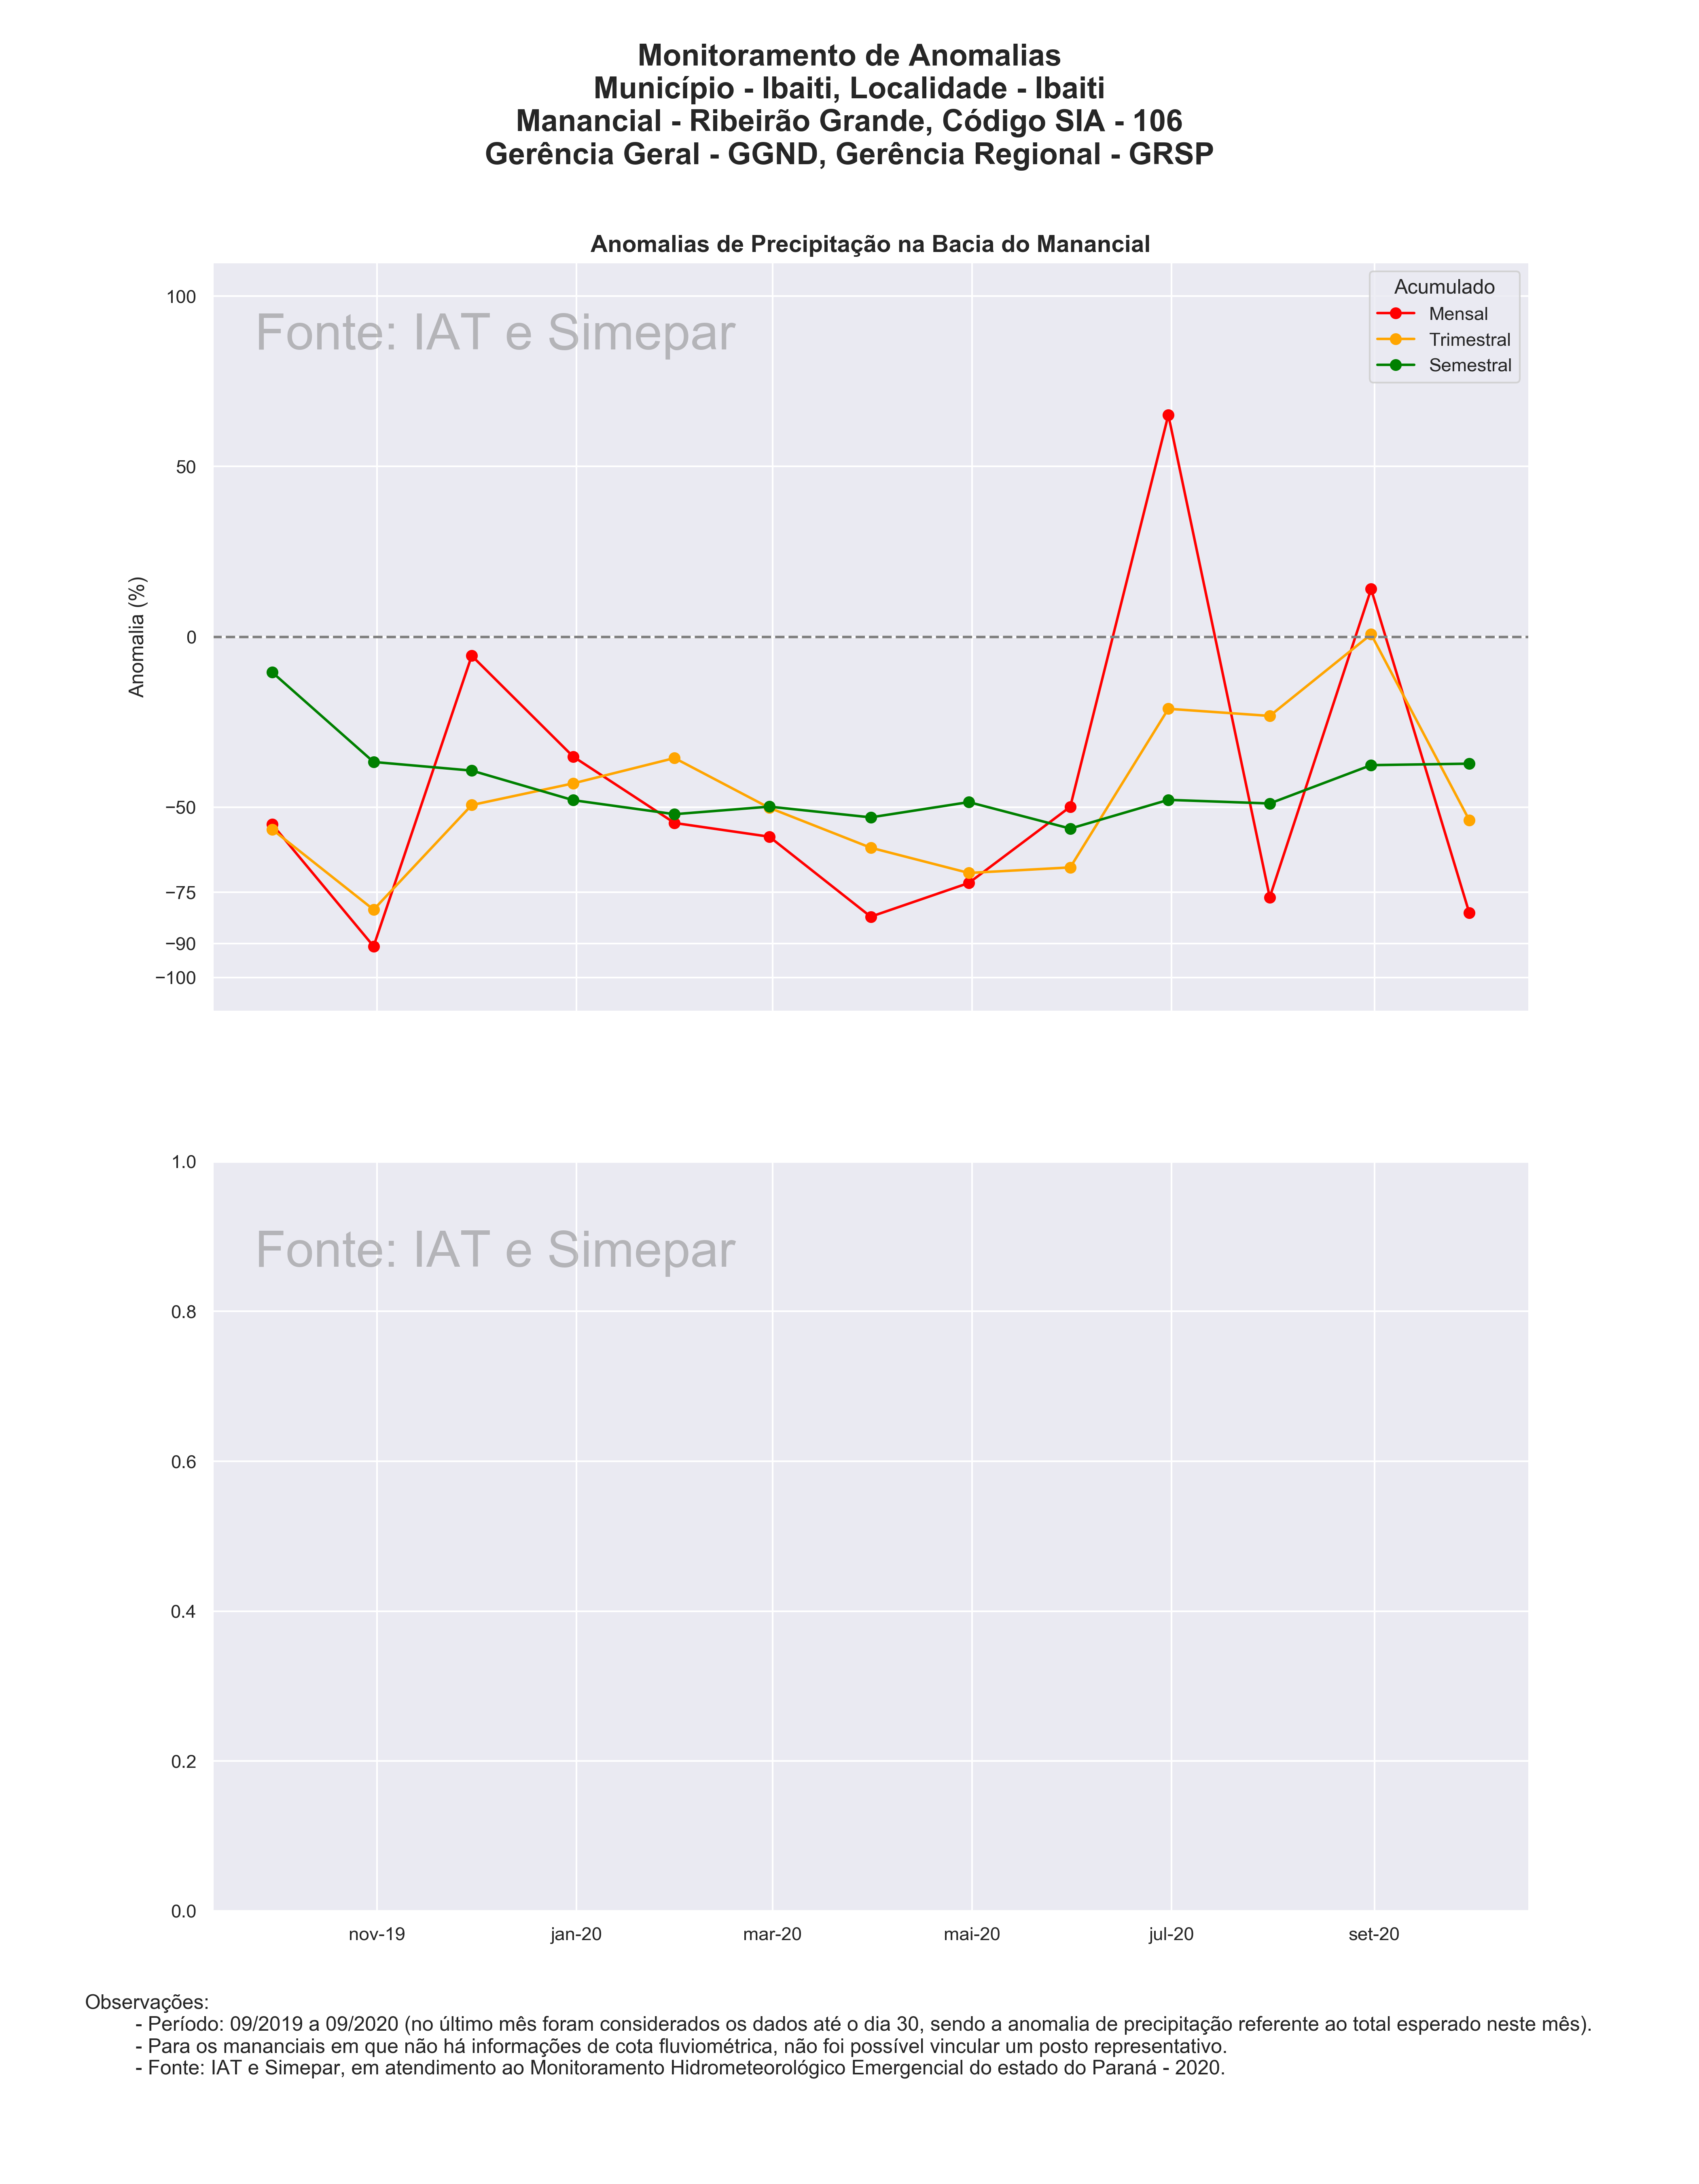 Monitoramento de Anomalias
Município - Ibaiti, Localidade - Ibaiti
Manancial - Ribeirão Grande, Código SIA - 106
Gerência Geral - GGND, Gerência Regional - GRSP
Anomalias de Precipitação na Bacia do Manancial
Fonte: IAT e Simepar
Acumulado
Mensal
Trimestral
Semestral
Anomalia (%)
100
50
0
−50
−75
−90
−100
Fonte: IAT e Simepar
1.0
0.8
0.6
0.4
0.2
0.0
nov-19 jan-20 mar-20 mai-20 jul-20 set-20
Observações:
- Período: 09/2019 a 09/2020 (no último mês foram considerados os dados até o dia 30, sendo a anomalia de precipitação referente ao total esperado neste mês).
- Para os mananciais em que não há informações de cota fluviométrica, não foi possível vincular um posto representativo.
- Fonte: IAT e Simepar, em atendimento ao Monitoramento Hidrometeorológico Emergencial do estado do Paraná - 2020.